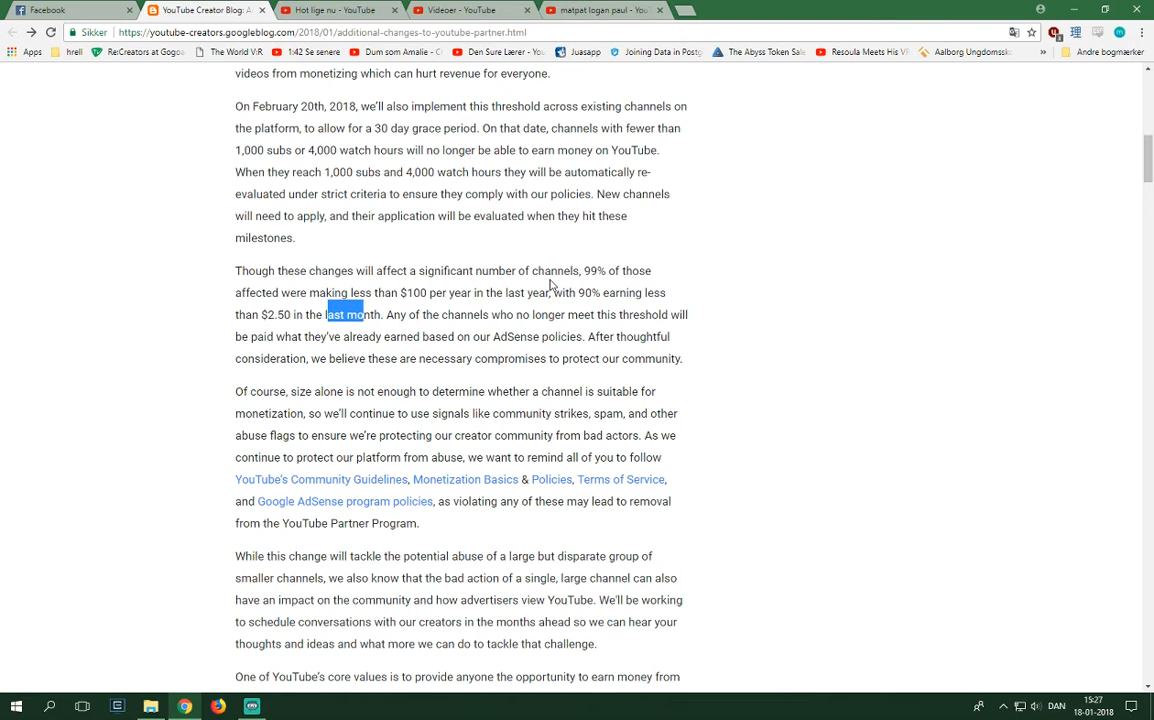 Facebook
YouTube Creator Blog: A
Hot lige nu - YouTube
Videoer - YouTube
matpat logan paul - You
Sikker
https://youtube-creators.googleblog.com/2018/01/additional-changes-to-youtube-partner.html
Apps
hrell
Re:Creators at Gogoa
The World V:R
1:42 Se senere
Dum som Amalie - C
Den Sure Lærer - You
Juasapp
Joining Data in Postg
The Abyss Token Sale
Resoula Meets His VR
Aalborg Ungdomssko
»
Andre bogmærker
videos from monetizing which can hurt revenue for everyone.
On February 20th, 2018, we'll also implement this threshold across existing channels on
the platform, to allow for a 30 day grace period. On that date, channels with fewer than
1,000 subs or 4,000 watch hours will no longer be able to earn money on YouTube.
When they reach 1,000 subs and 4,000 watch hours they will be automatically re-
evaluated under strict criteria to ensure they comply with our policies. New channels
will need to apply, and their application will be evaluated when they hit these
milestones.
Though these changes will affect a significant number of channels, 99% of those
affected were making less than $100 per year in the last year, with 90% earning less
than $2.50 in the last month. Any of the channels who no longer meet this threshold will
be paid what they've already earned based on our AdSense policies. After thoughtful
consideration, we believe these are necessary compromises to protect our community.
Of course, size alone is not enough to determine whether a channel is suitable for
monetization, so we'll continue to use signals like community strikes, spam, and other
abuse flags to ensure we're protecting our creator community from bad actors. As we
continue to protect our platform from abuse, we want to remind all of you to follow
YouTube's Community Guidelines, Monetization Basics & Policies, Terms of Service,
and Google AdSense program policies, as violating any of these may lead to removal
from the YouTube Partner Program.
While this change will tackle the potential abuse of a large but disparate group of
smaller channels, we also know that the bad action of a single, large channel can also
have an impact on the community and how advertisers view YouTube. We'll be working
to schedule conversations with our creators in the months ahead so we can hear your
thoughts and ideas and what more we can do to tackle that challenge.
One of YouTube's core values is to provide anyone the opportunity to earn money from
DAN
15:27
18-01-2018